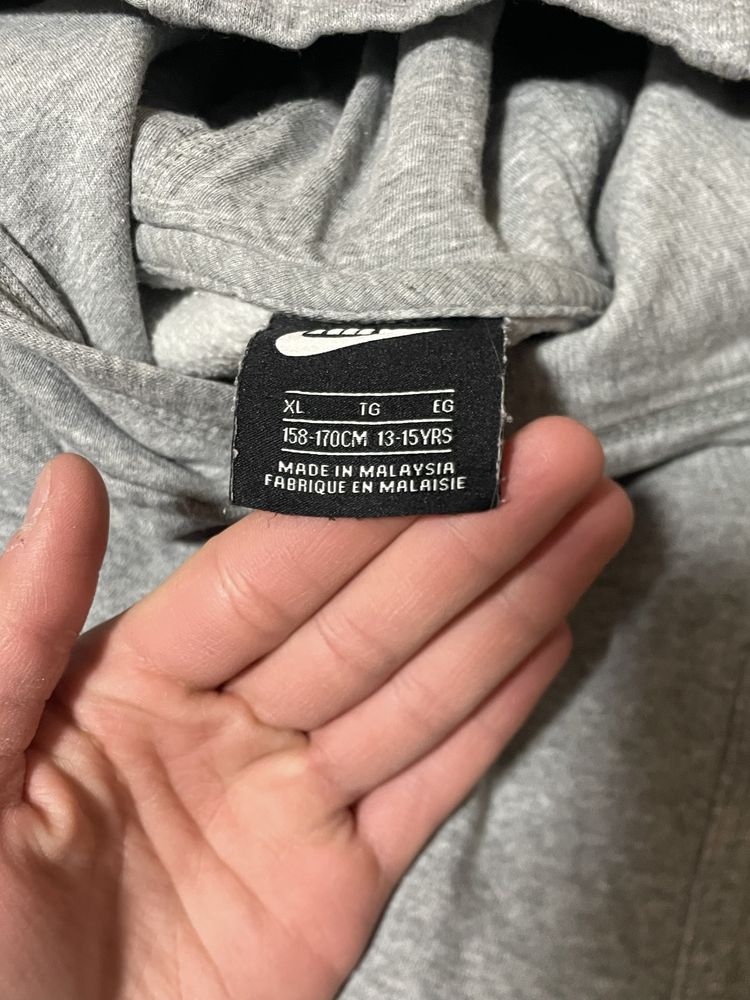 XL TG EG
158-170CM 13-15YRS
MADE IN MALAYSIA
FABRIQUE EN MALAISIE